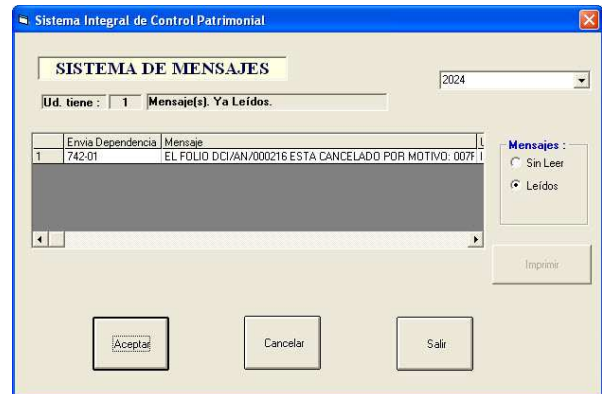 Sistema Integral de Control Patrimonial
SISTEMA DE MENSAJES
2024
Ud. tiene : 1 Mensaje(s). Ya Leídos.
Envia Dependencia Mensaje
1 742-01 EL FOLIO DCI/AN/000216 ESTA CANCELADO POR MOTIVO:
Mensajes :
Sin Leer
Leídos
Imprimir
Aceptar Cancelar Salir